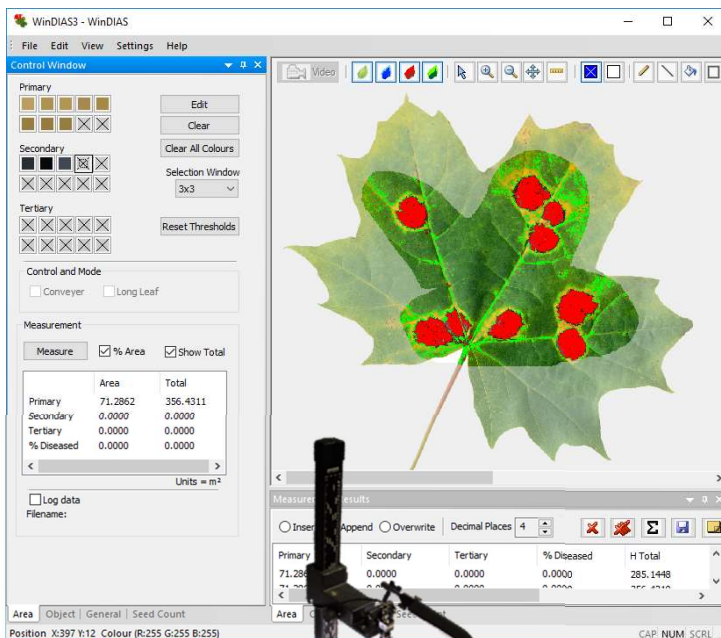 WinDIAS3 - WinDIAS
File Edit View Settings Help
Control Window
Primary
Edit
Clear
Secondary
Clear All Colours
Selection Window
3x3
Tertiary
Reset Thresholds
Control and Mode
Conveyer Long Leaf
Measurement
Measure % Area Show Total
Area Total
Primary 71.2862 356.4311
Secondary 0.0000 0.0000
Tertiary 0.0000 0.0000
% Diseased 0.0000 0.0000
Units = m²
Log data
Filename:
Area Object General Seed Count
Position X:397 Y:12 Colour (R:255 G:255 B:255)
Video
Append Overwrite Decimal Places 4
Primary Secondary Tertiary % Diseased H Total
0.0000 0.0000 0.0000 285.1448
Area
CAP NUM SCRL